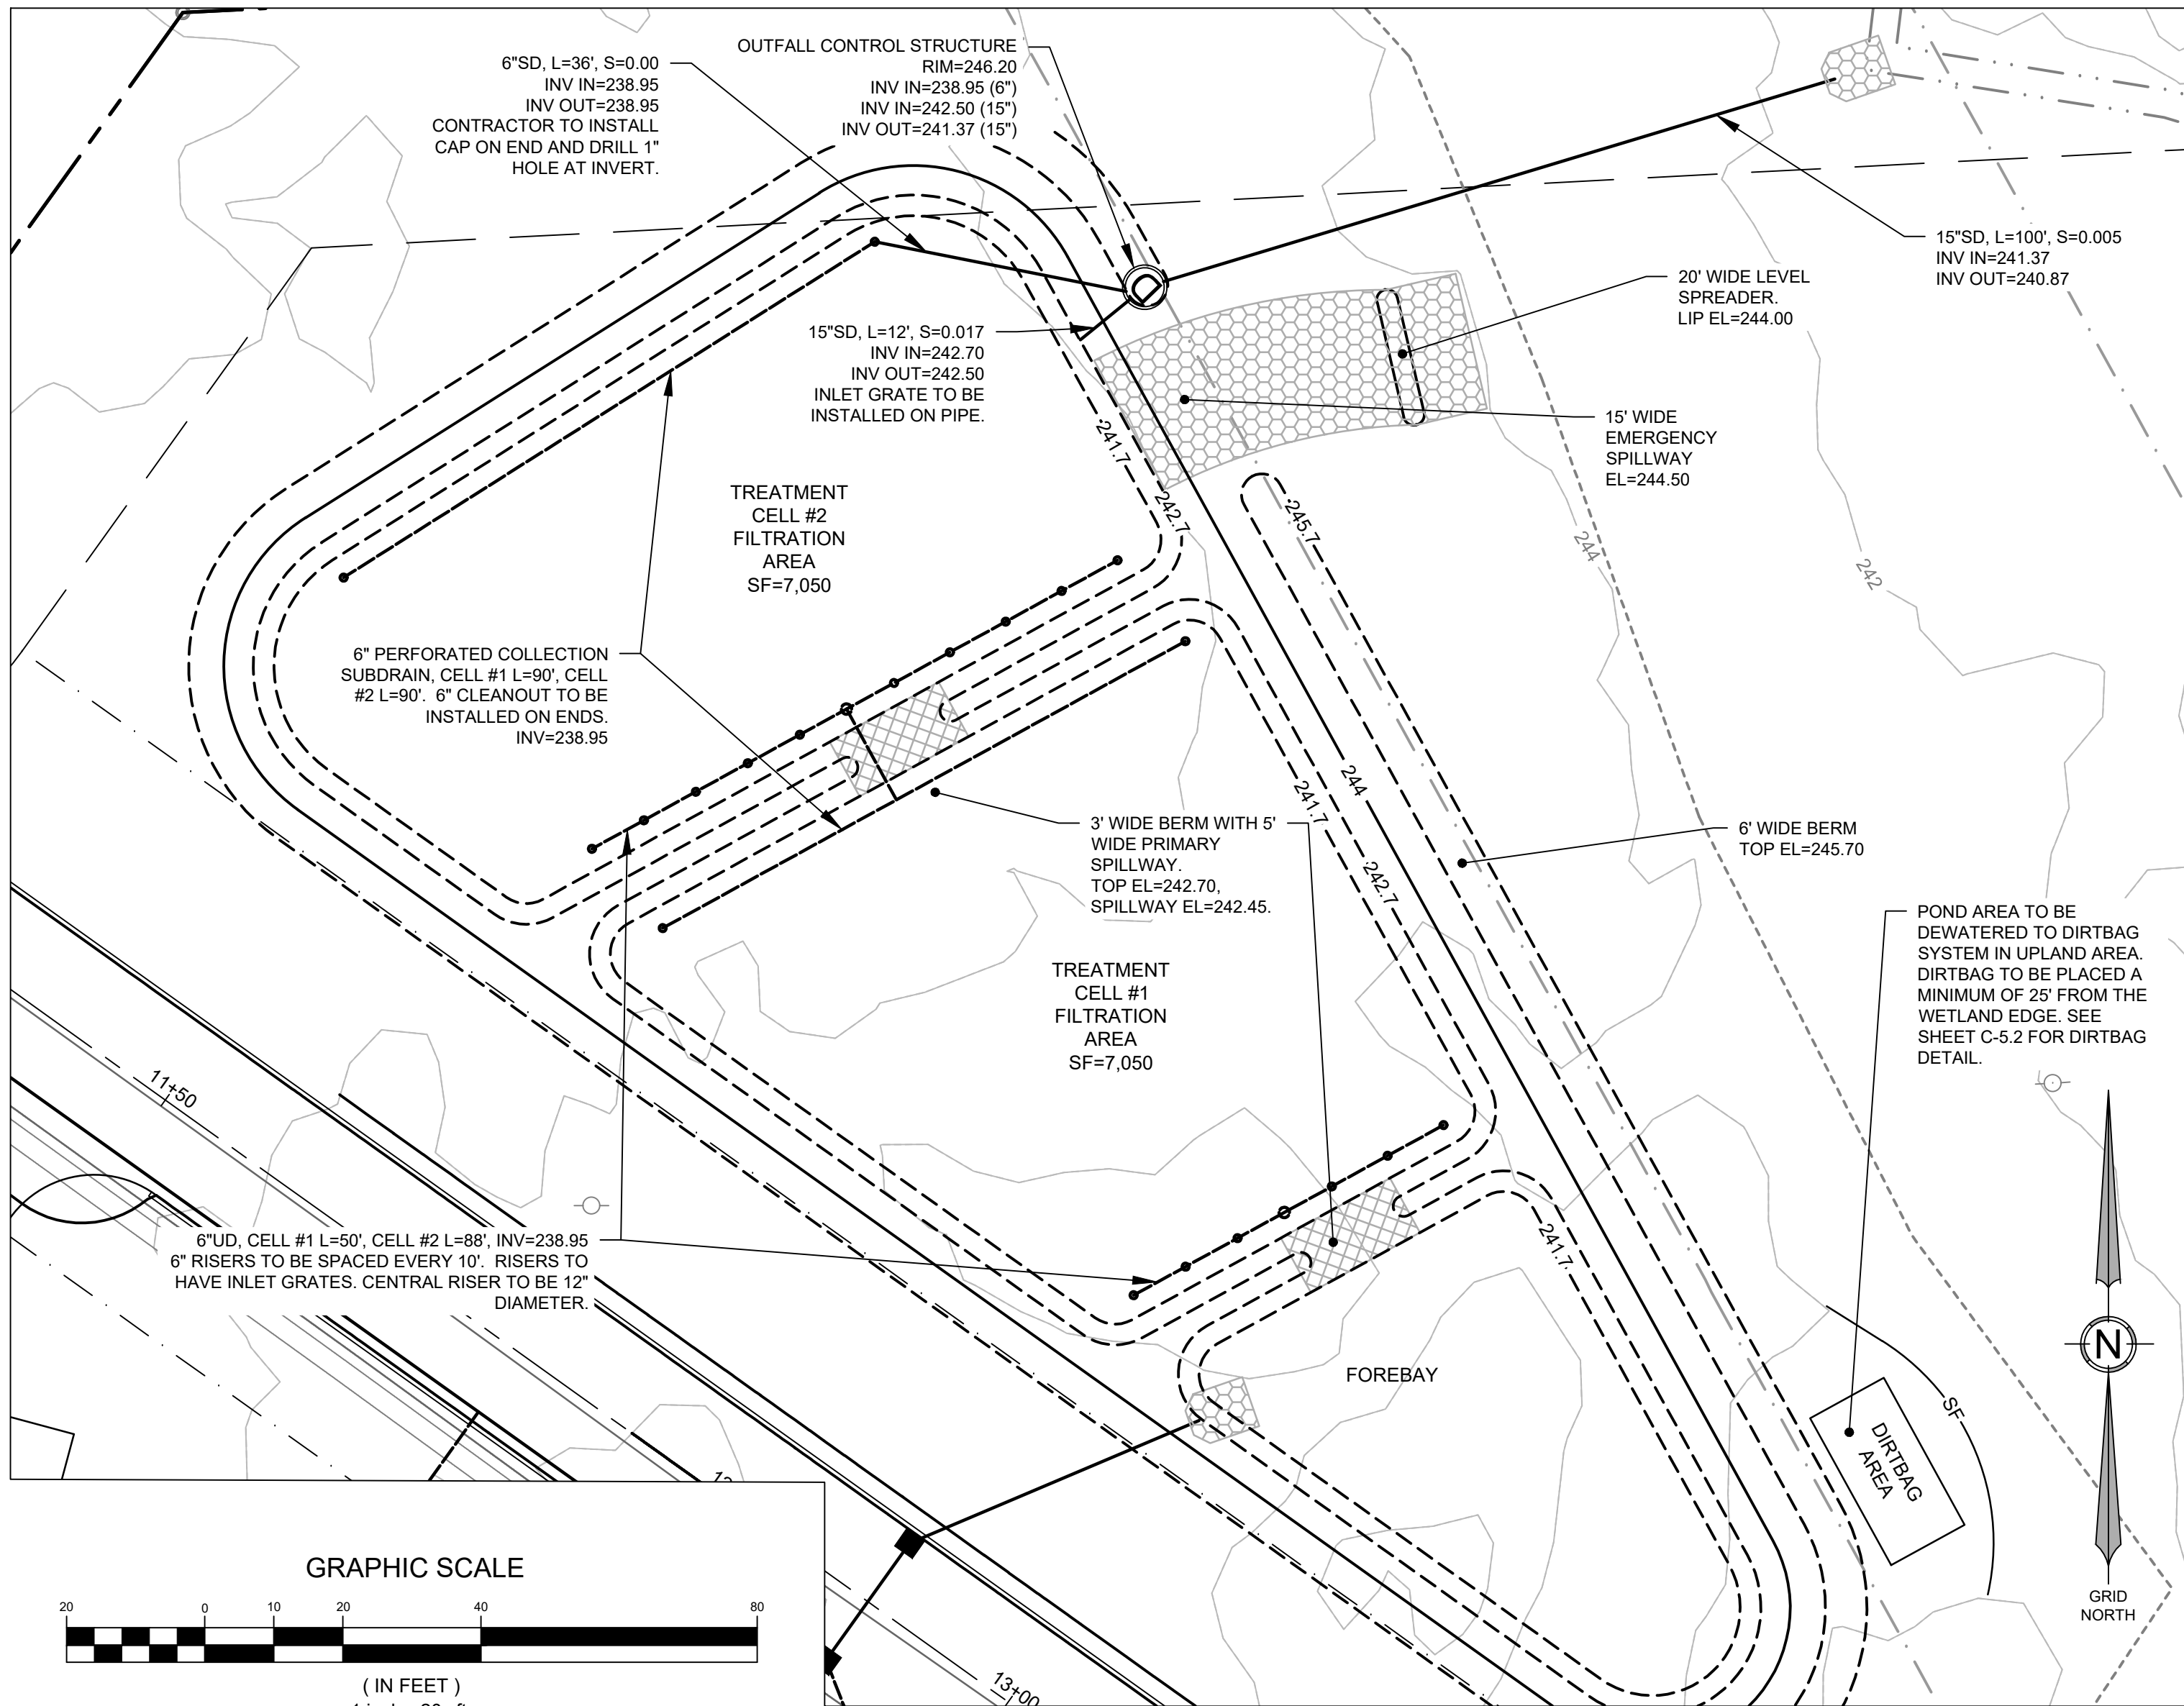 6"SD, L=36', S=0.00
INV IN=238.95
INV OUT=238.95
CONTRACTOR TO INSTALL
CAP ON END AND DRILL 1"
HOLE AT INVERT.
OUTFALL CONTROL STRUCTURE
RIM=246.20
INV IN=238.95 (6")
INV IN=242.50 (15")
INV OUT=241.37 (15")
D
15"SD, L=100', S=0.005
INV IN=241.37
INV OUT=240.87
20' WIDE LEVEL
SPREADER.
LIP EL=244.00
15"SD, L=12', S=0.017
INV IN=242.70
INV OUT=242.50
INLET GRATE TO BE
INSTALLED ON PIPE.
15' WIDE
EMERGENCY
SPILLWAY
EL=244.50
241.7
242.7
245.7
244
242
TREATMENT
CELL #2
FILTRATION
AREA
SF=7,050
6" PERFORATED COLLECTION
SUBDRAIN, CELL #1 L=90', CELL
#2 L=90'.  6" CLEANOUT TO BE
INSTALLED ON ENDS.
INV=238.95
244
241.7
242.7
3' WIDE BERM WITH 5'
WIDE PRIMARY
SPILLWAY.
TOP EL=242.70,
SPILLWAY EL=242.45.
6' WIDE BERM
TOP EL=245.70
POND AREA TO BE
DEWATERED TO DIRTBAG
SYSTEM IN UPLAND AREA.
DIRTBAG TO BE PLACED A
MINIMUM OF 25' FROM THE
WETLAND EDGE. SEE
SHEET C-5.2 FOR DIRTBAG
DETAIL.
TREATMENT
CELL #1
FILTRATION
AREA
SF=7,050
11+50
6"UD, CELL #1 L=50', CELL #2 L=88', INV=238.95
6" RISERS TO BE SPACED EVERY 10'.  RISERS TO
HAVE INLET GRATES. CENTRAL RISER TO BE 12"
DIAMETER.
241.7
FOREBAY
SF
DIRTBAG
AREA
N
GRID
NORTH
GRAPHIC SCALE
20 0 10 20 40 80
( IN FEET )
13+00